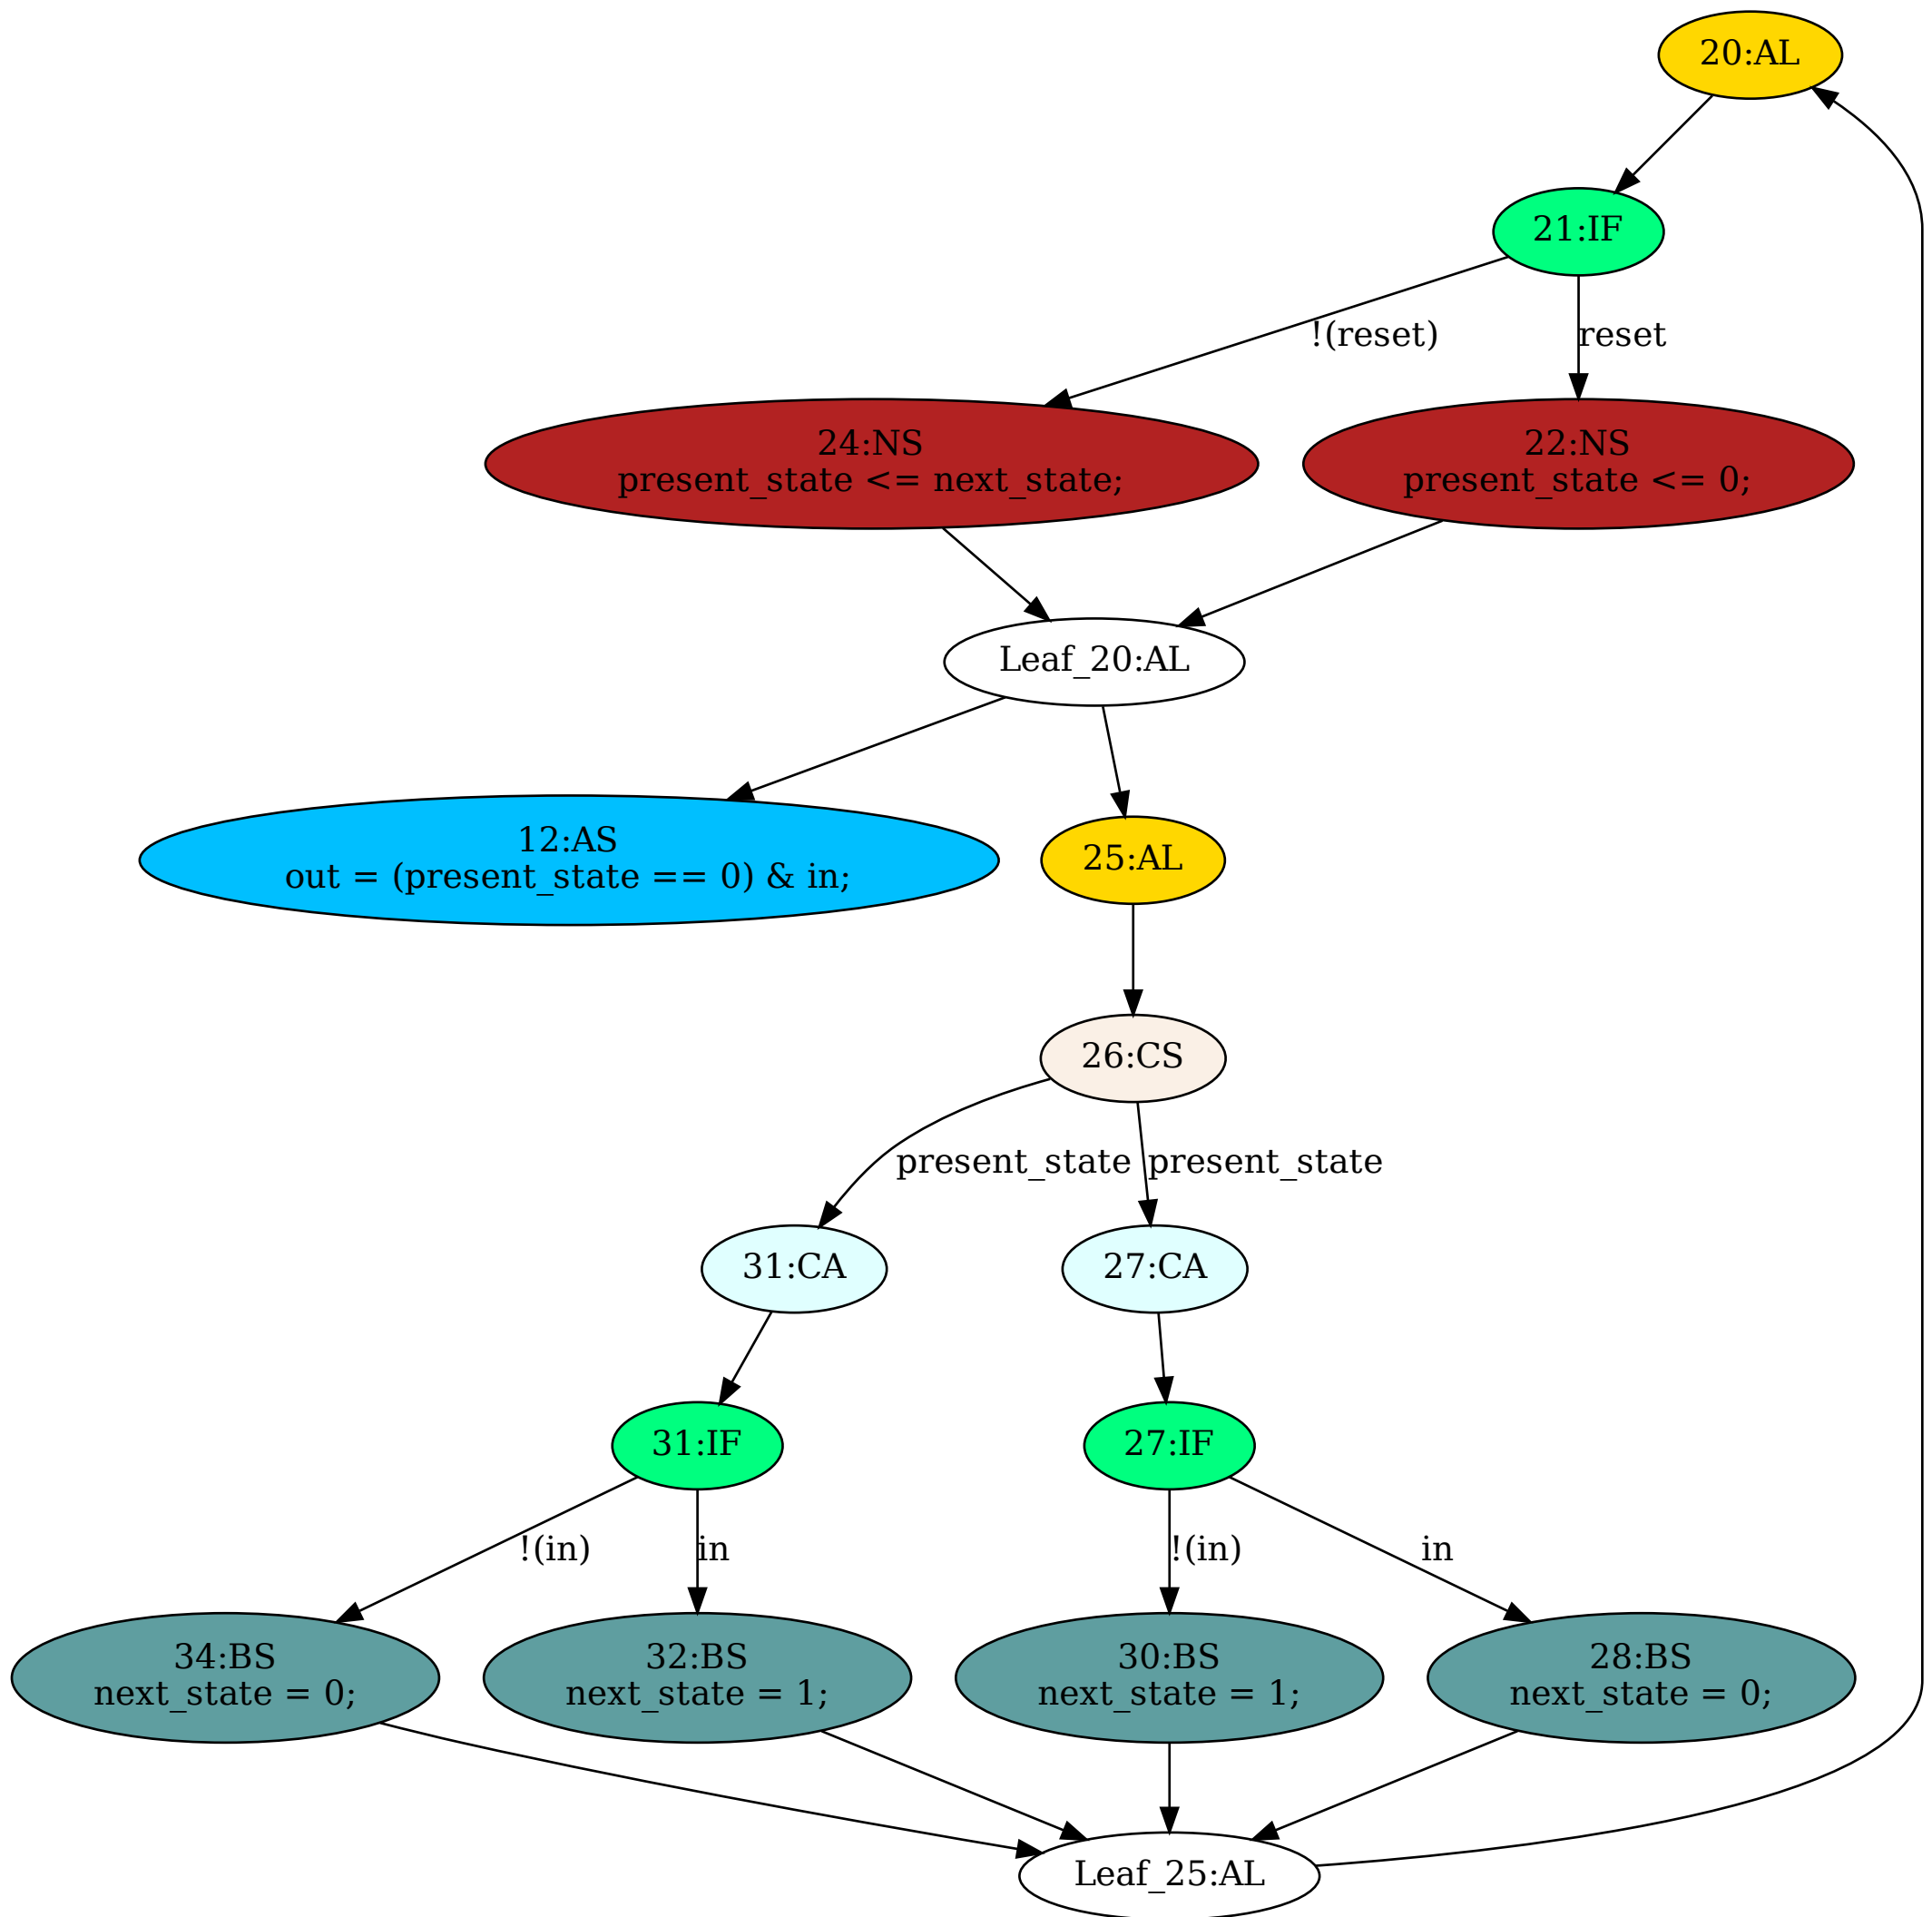 20:AL
21:IF
!(reset)
reset
24:NS
present_state <= next_state;
22:NS
present_state <= 0;
Leaf_20:AL
12:AS
out = (present_state == 0) & in;
25:AL
26:CS
present_state
present_state
31:CA
27:CA
31:IF
27:IF
!(in)
in
!(in)
in
34:BS
next_state = 0;
32:BS
next_state = 1;
30:BS
next_state = 1;
28:BS
next_state = 0;
Leaf_25:AL